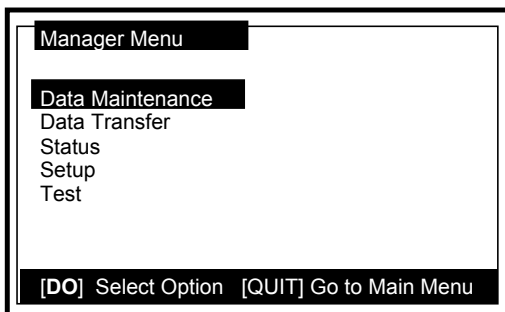 Manager Menu
Data Maintenance
Data Transfer
Status
Setup
Test
[DO] Select Option [QUIT] Go to Main Menu